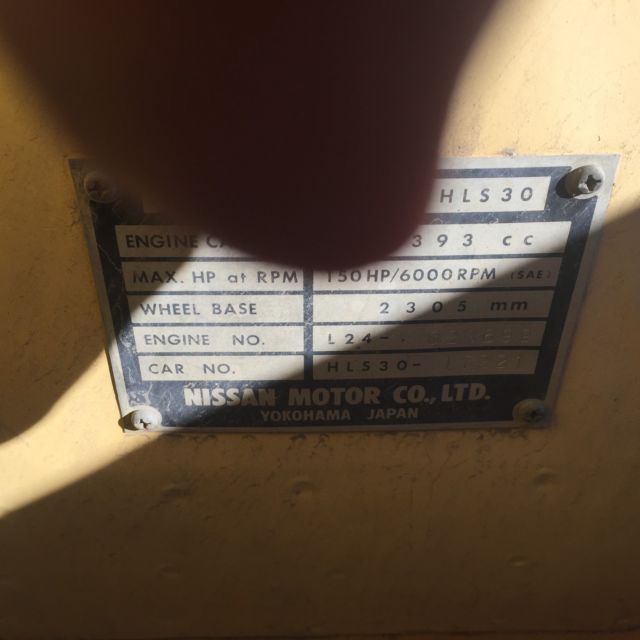 HLS30
ENGINE 393 cc
MAX. HP at RPM 150HP/6000RPM (SAE)
WHEEL BASE 2305 mm
ENGINE NO. L24-
CAR NO. HLS30-
NISSAN MOTOR CO., LTD.
YOKOHAMA JAPAN